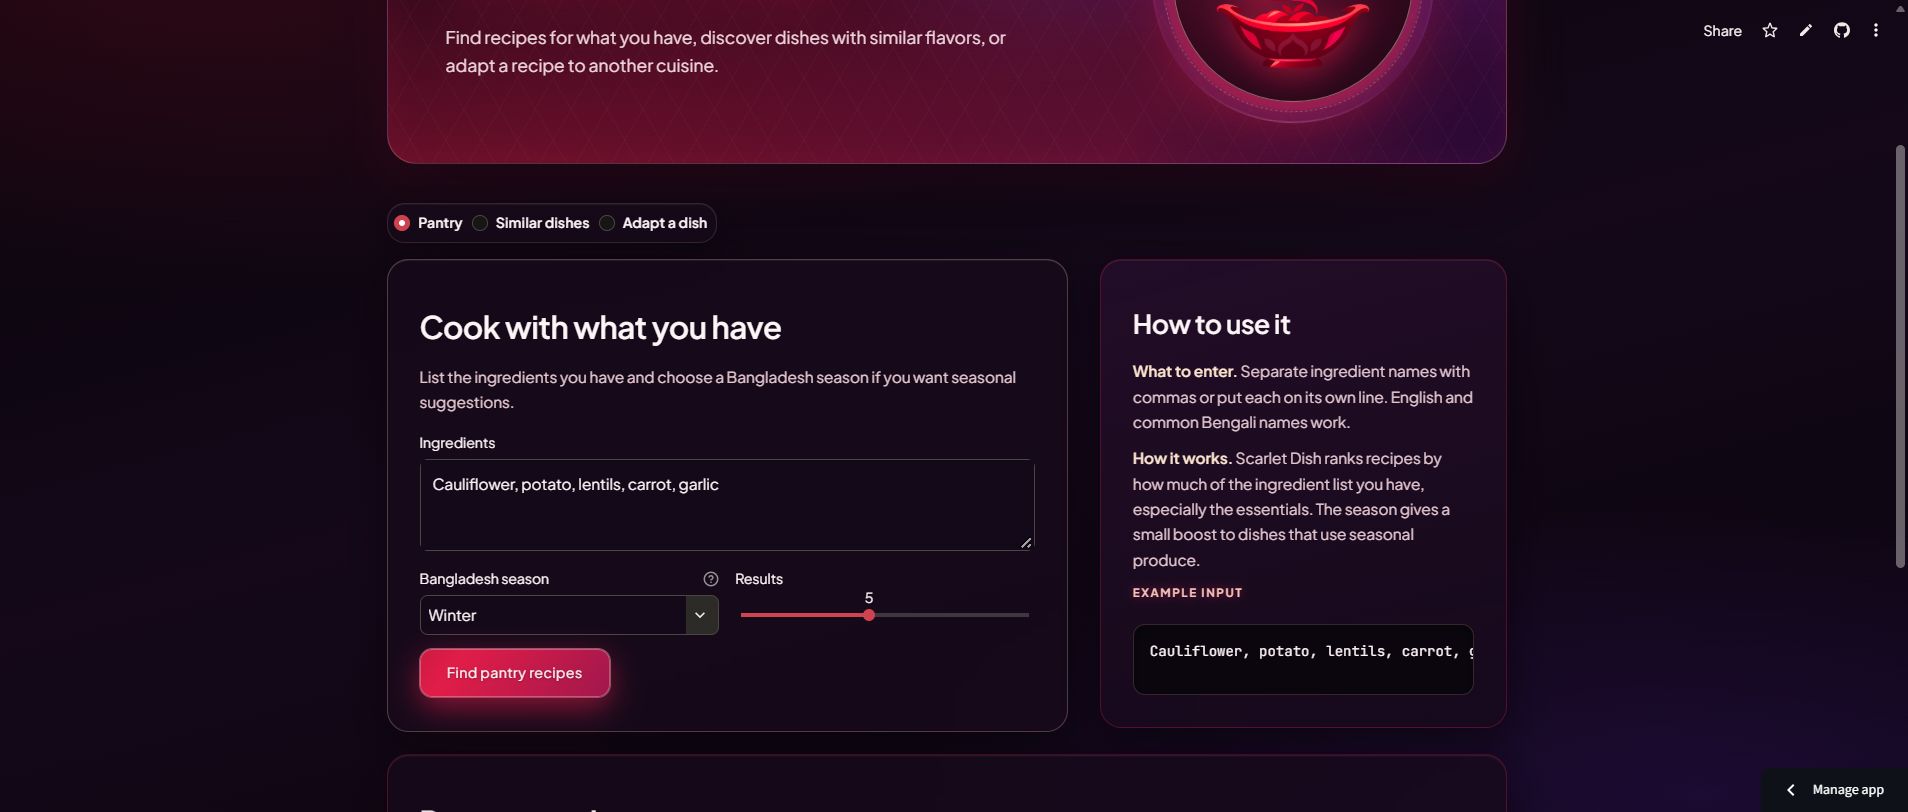 Find recipes for what you have, discover dishes with similar flavors, or
adapt a recipe to another cuisine.
Share
Pantry
Similar dishes
Adapt a dish
Cook with what you have
List the ingredients you have and choose a Bangladesh season if you want seasonal
suggestions.
Ingredients
Cauliflower, potato, lentils, carrot, garlic
Bangladesh season
Results
5
Winter
Find pantry recipes
How to use it
What to enter. Separate ingredient names with
commas or put each on its own line. English and
common Bengali names work.
How it works. Scarlet Dish ranks recipes by
how much of the ingredient list you have,
especially the essentials. The season gives a
small boost to dishes that use seasonal
produce.
EXAMPLE INPUT
Cauliflower, potato, lentils, carrot,
Manage app